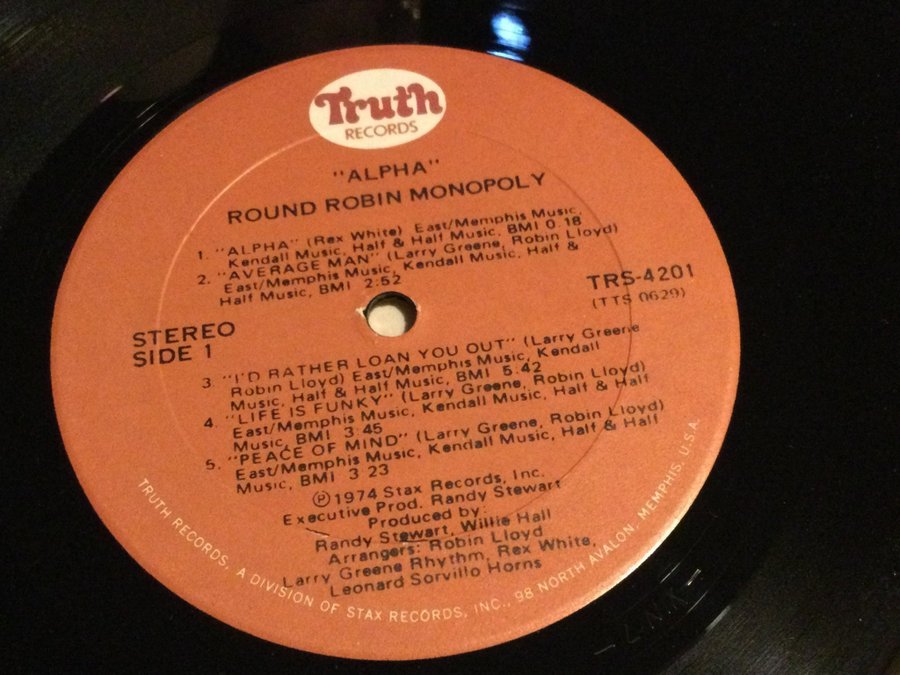 Truth
RECORDS
"ALPHA"
ROUND ROBIN MONOPOLY
1. "ALPHA" (Rex White) East/Memphis Music,
Kendall Music, Half & Half Music, BMI 0.18
2. "AVERAGE MAN" (Larry Greene, Robin Lloyd)
East/Memphis Music, Kendall Music, Half &
Half Music, BMI 2:52
TRS-4201
(TTS 0629)
STEREO
SIDE 1
3. "I'D RATHER LOAN YOU OUT" (Larry Greene
Robin Lloyd) East/Memphis Music, Kendall
Music, Half & Half Music, BMI 5:42
4. "LIFE IS FUNKY" (Larry Greene, Robin Lloyd)
East/Memphis Music, Kendall Music, Half & Half
Music, BMI 3:45
5. "PEACE OF MIND" (Larry Greene, Robin Lloyd)
East/Memphis Music, Kendall Music, Half & Half
Music, BMI 3 23
Ⓟ 1974 Stax Records, Inc.
Executive Prod. Randy Stewart
Produced by:
Randy Stewart, Willie Hall
Arrangers: Robin Lloyd
Larry Greene Rhythm, Rex White,
Leonard Sorvillo Horns
TRUTH RECORDS, A DIVISION OF STAX RECORDS, INC., 98 NORTH AVALON, MEMPHIS, U.S.A.